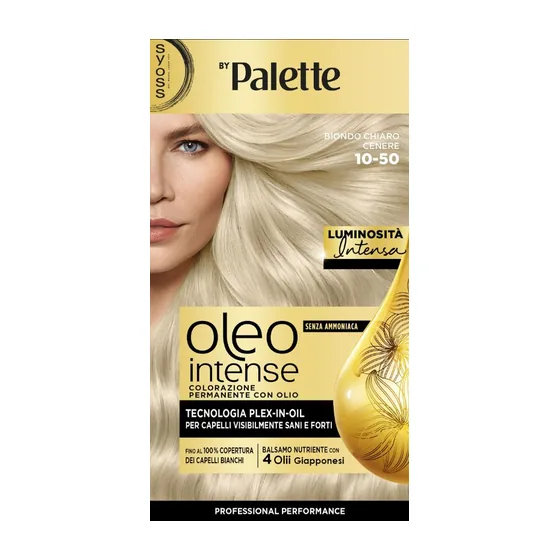 syoss
BY Palette
BIONDO CHIARO
CENERE
10-50
LUMINOSITÀ
Intensa
SENZA AMMONIACA
oleo
intense
COLORAZIONE
PERMANENTE CON OLIO
TECNOLOGIA PLEX-IN-OIL
PER CAPELLI VISIBILMENTE SANI E FORTI
FINO AL 100% COPERTURA
DEI CAPELLI BIANCHI
BALSAMO NUTRIENTE CON
4 Olii Giapponesi
PROFESSIONAL PERFORMANCE